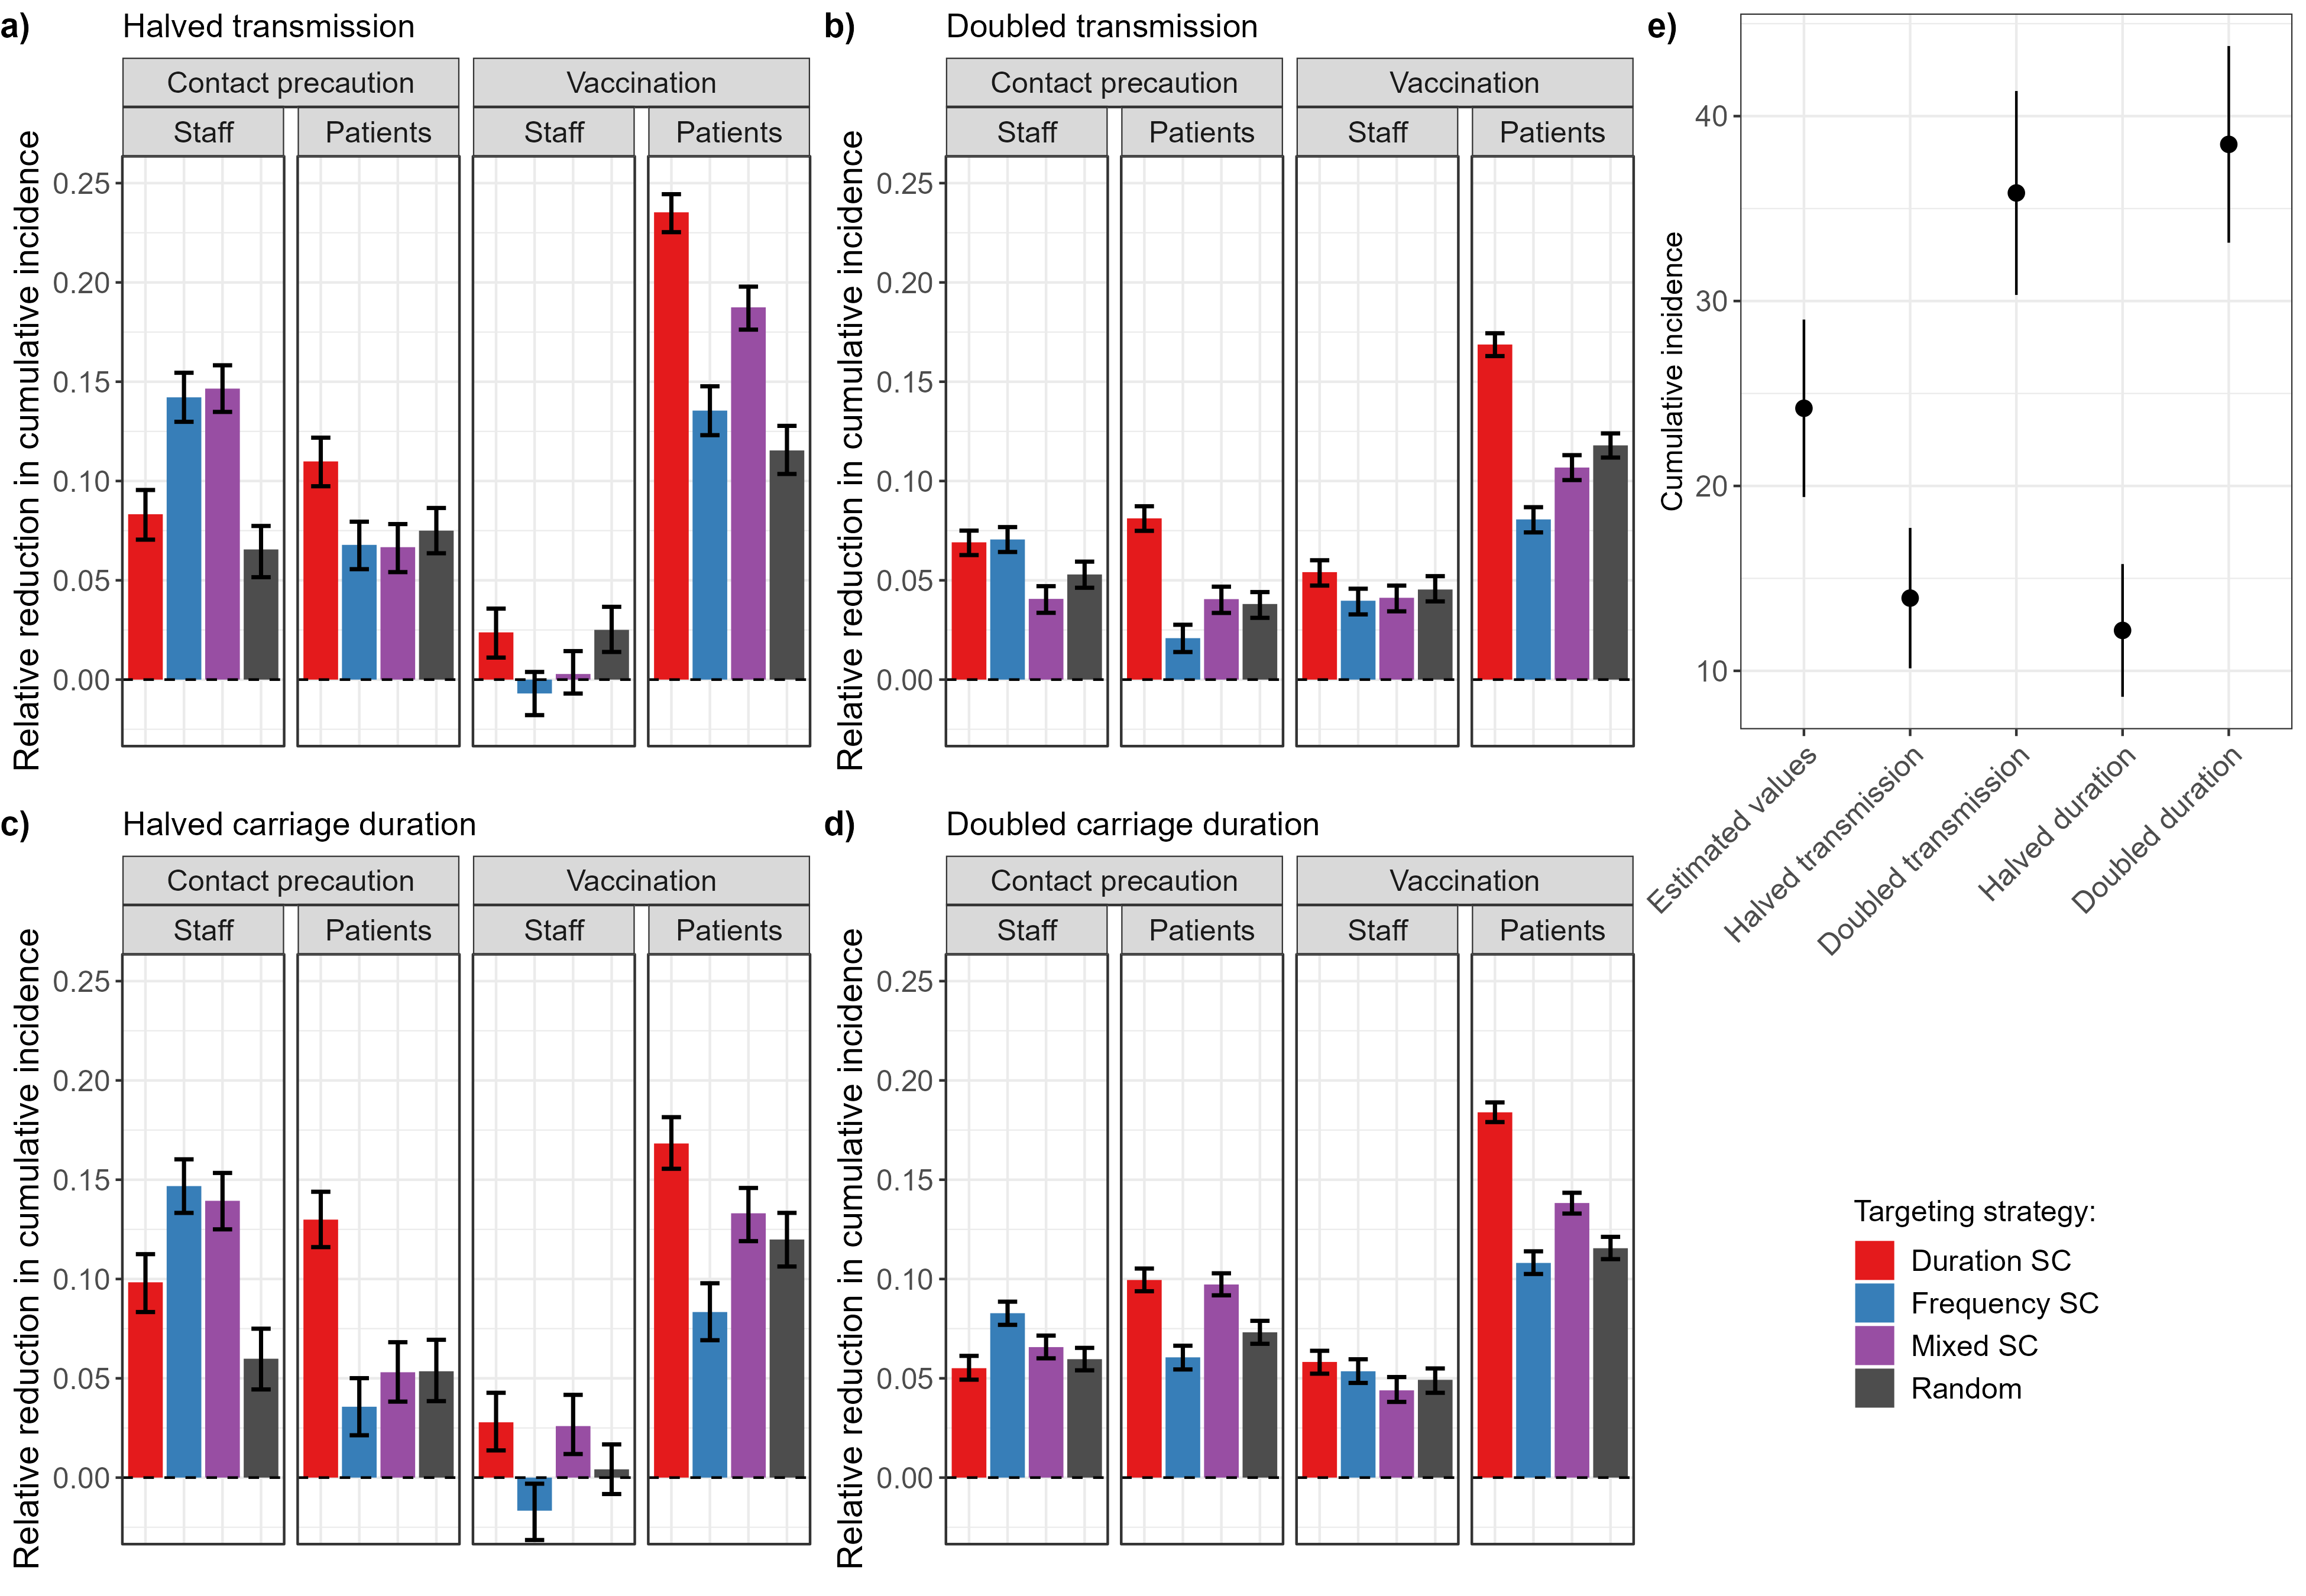 a) Halved transmission
Contact precaution Vaccination
Staff Patients Staff Patients
Relative reduction in cumulative incidence
0.25
0.20
0.15
0.10
0.05
0.00
b) Doubled transmission
Contact precaution Vaccination
Staff Patients Staff Patients
Relative reduction in cumulative incidence
0.25
0.20
0.15
0.10
0.05
0.00
e)
Cumulative incidence
40
30
20
10
Estimated values
Halved transmission
Doubled transmission
Halved duration
Doubled duration
c) Halved carriage duration
Contact precaution Vaccination
Staff Patients Staff Patients
Relative reduction in cumulative incidence
0.25
0.20
0.15
0.10
0.05
0.00
d) Doubled carriage duration
Contact precaution Vaccination
Staff Patients Staff Patients
Relative reduction in cumulative incidence
0.25
0.20
0.15
0.10
0.05
0.00
Targeting strategy:
Duration SC
Frequency SC
Mixed SC
Random